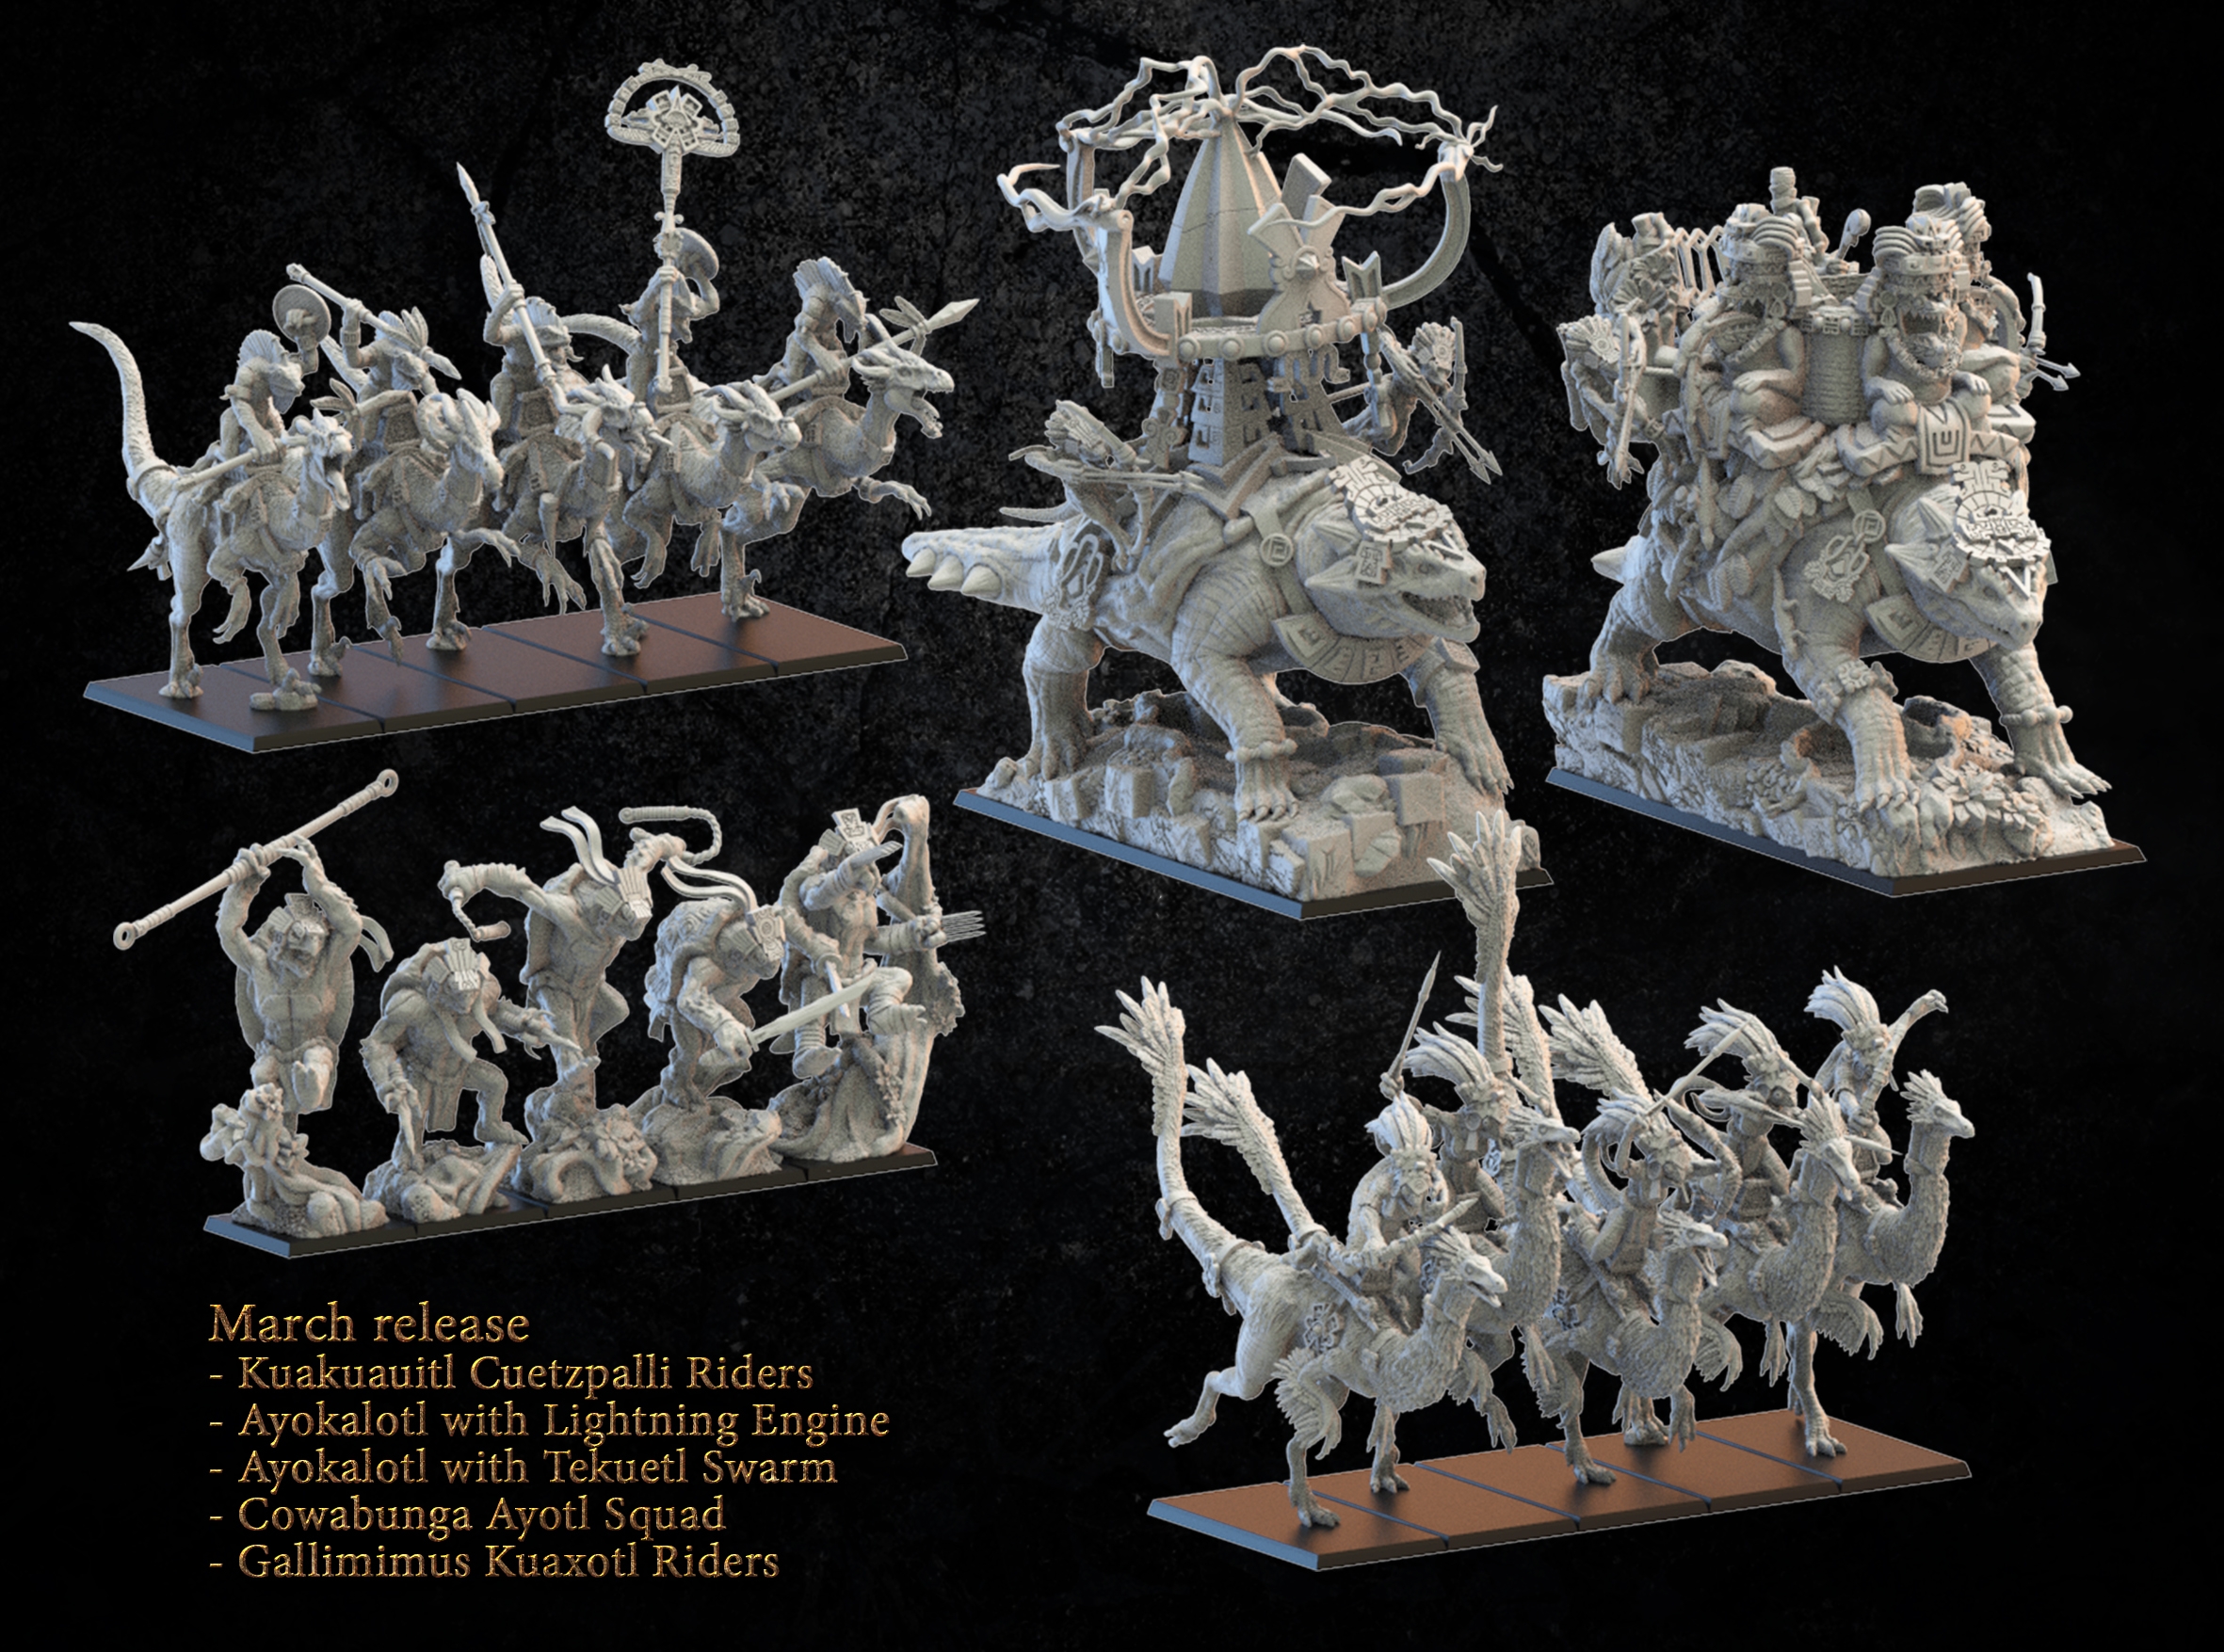 March release
- Kuakuauitl Cuetzpalli Riders
- Ayokalotl with Lightning Engine
- Ayokalotl with Tekuetl Swarm
- Cowabunga Ayotl Squad
- Gallimimus Kuaxotl Riders